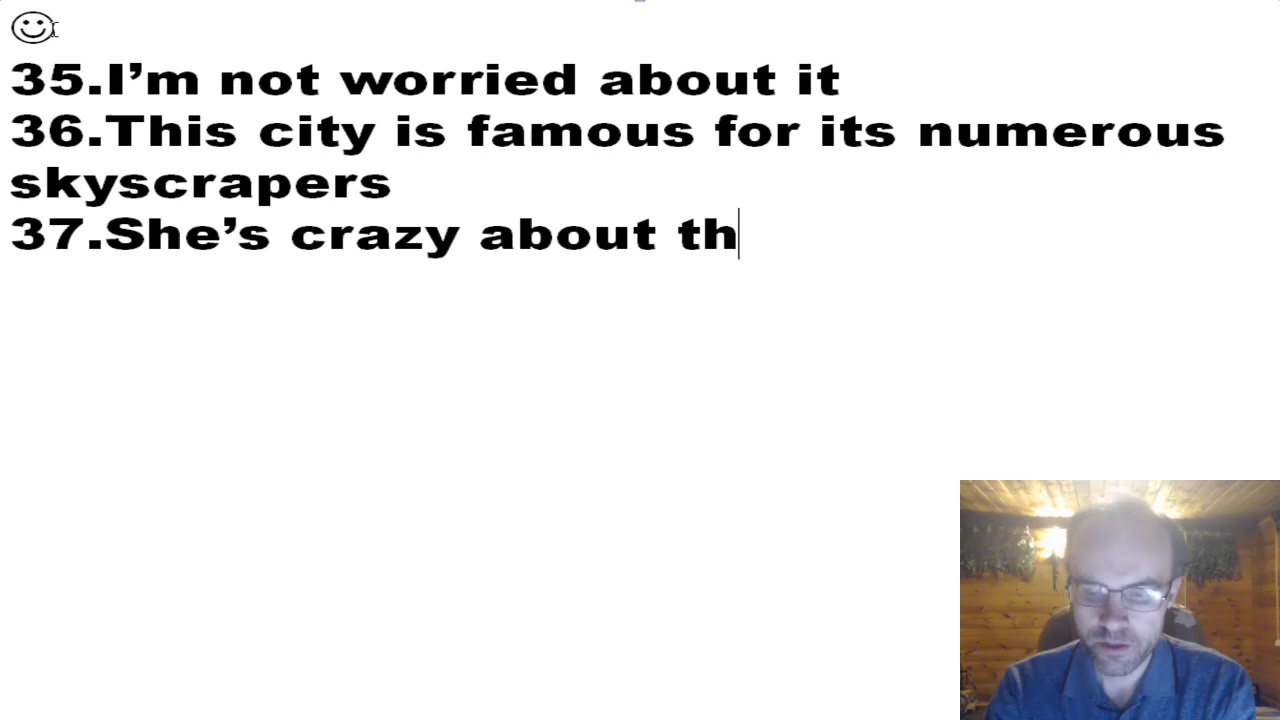 35.I’m not worried about it
36.This city is famous for its numerous
skyscrapers
37.She’s crazy about th